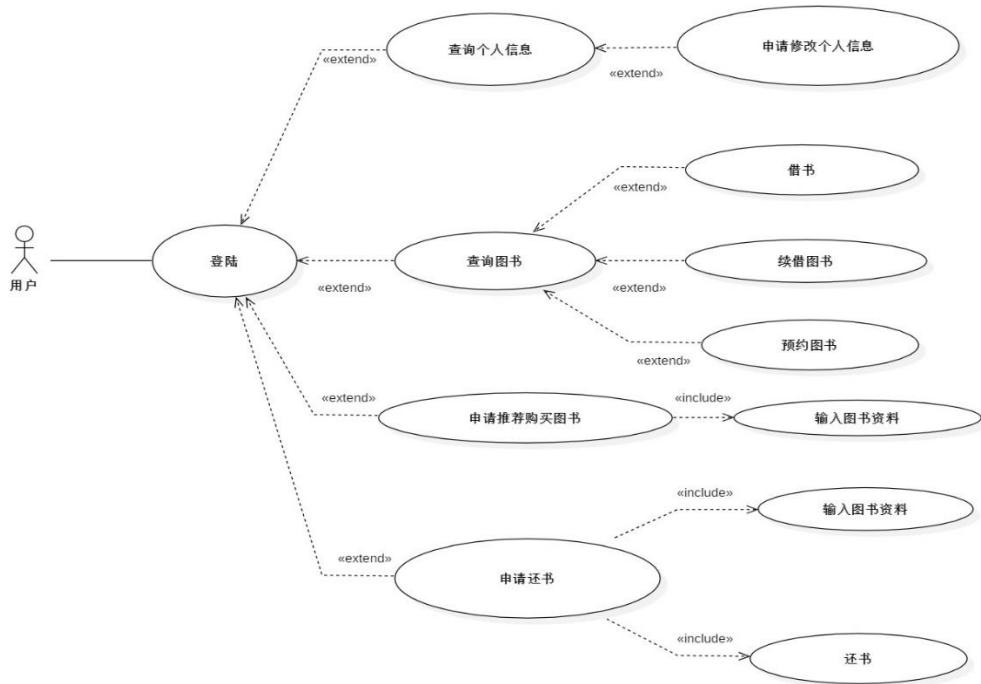 查询个人信息
申请修改个人信息
«extend»
«extend»
借书
«extend»
用户
登陆
查询图书
续借图书
«extend»
«extend»
预约图书
«extend»
«extend»
申请推荐购买图书
«include»
输入图书资料
«include»
输入图书资料
«extend»
申请还书
«include»
还书